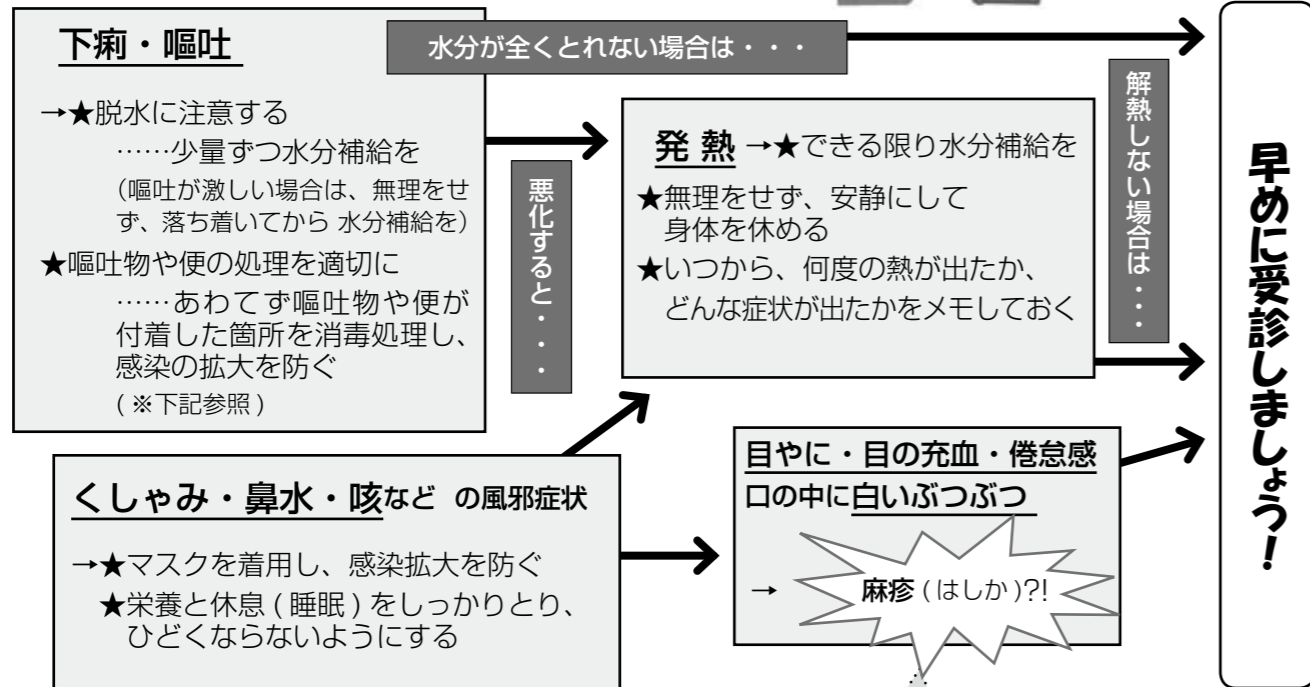 下痢・嘔吐
水分が全くとれない場合は・・・
→★脱水に注意する
……少量ずつ水分補給を
（嘔吐が激しい場合は、無理をせ
ず、落ち着いてから 水分補給を）
★嘔吐物や便の処理を適切に
……あわてず嘔吐物や便が
付着した箇所を消毒処理し、
感染の拡大を防ぐ
( ※下記参照 )
悪化すると・・・
発 熱 →★できる限り水分補給を
★無理をせず、安静にして
身体を休める
★いつから、何度の熱が出たか、
どんな症状が出たかをメモしておく
解熱しない場合は・・・
くしゃみ・鼻水・咳など の風邪症状
→★マスクを着用し、感染拡大を防ぐ
★栄養と休息 ( 睡眠 ) をしっかりとり、
ひどくならないようにする
目やに・目の充血・倦怠感
口の中に白いぶつぶつ
→ 麻疹 ( はしか )?!
早めに受診しましょう！